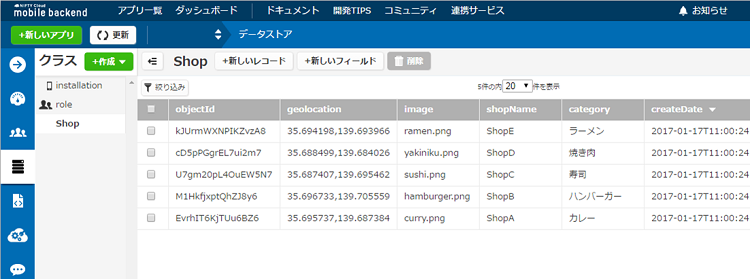 NIFTY Cloud
mobile backend アプリ一覧 ダッシュボード ドキュメント 開発TIPS コミュニティ 連携サービス お知らせ
+新しいアプリ 更新 データストア
クラス +作成 Shop +新しいレコード +新しいフィールド 削除
installation
role
Shop
絞り込み 5件の内 20 件を表示
objectId geolocation image shopName category createDate
kJUrmWXNPIKZvzA8 35.694198,139.693966 ramen.png ShopE ラーメン 2017-01-17T11:00:24
cD5pPGgrEL7ui2m7 35.688499,139.684026 yakiniku.png ShopD 焼き肉 2017-01-17T11:00:24
U7gm20pL4OuEW5N7 35.687407,139.695462 sushi.png ShopC 寿司 2017-01-17T11:00:24
M1HkfjxptQhZJ8y6 35.696733,139.705559 hamburger.png ShopB ハンバーガー 2017-01-17T11:00:24
EvrhIT6KjTUu6BZ6 35.695737,139.687384 curry.png ShopA カレー 2017-01-17T11:00:24